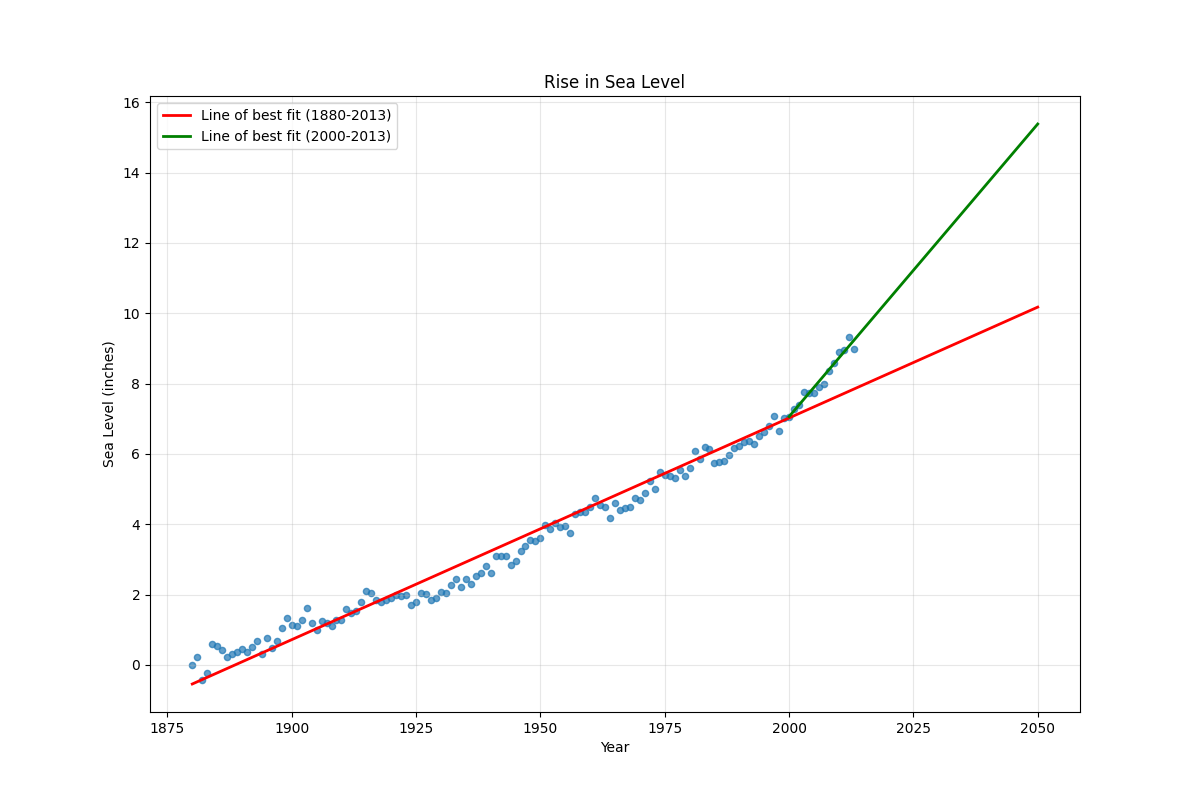 Rise in Sea Level
Line of best fit (1880-2013)
Line of best fit (2000-2013)
16
14
12
10
8
6
4
2
0
Sea Level (inches)
1875 1900 1925 1950 1975 2000 2025 2050
Year